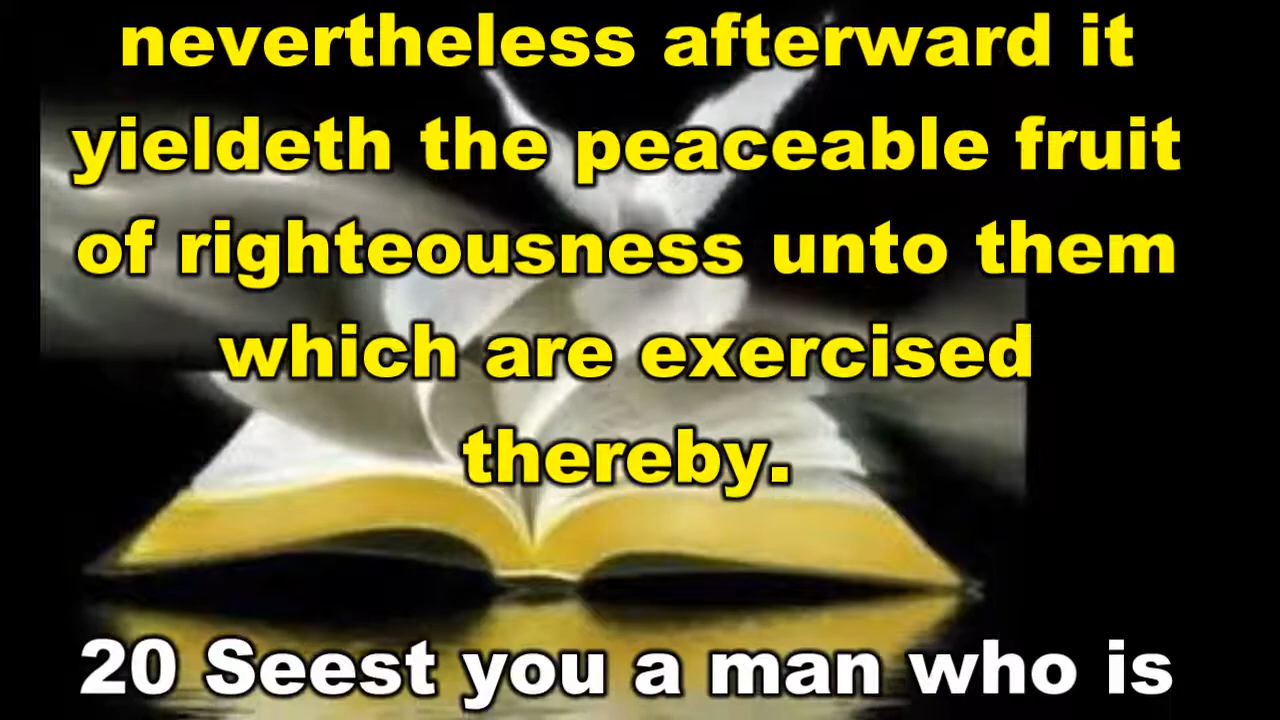 nevertheless afterward it
yieldeth the peaceable fruit
of righteousness unto them
which are exercised
thereby.
20 Seest you a man who is